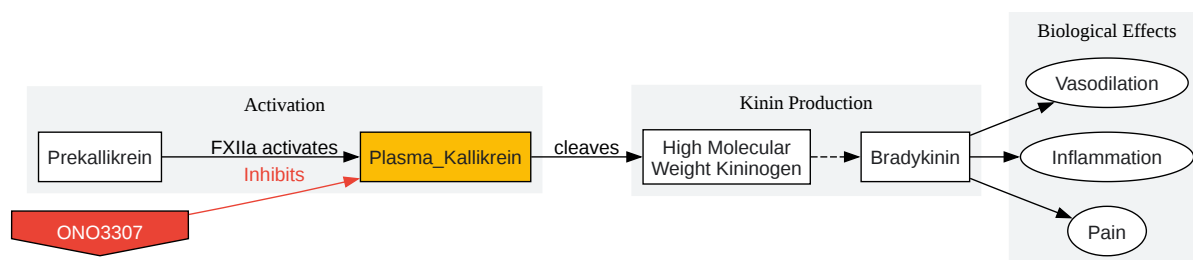 Biological Effects
Vasodilation
Activation
Kinin Production
Prekallikrein
FXIIa activates
Inhibits
Plasma_Kallikrein
cleaves
High Molecular
Weight Kininogen
Bradykinin
Inflammation
ONO3307
Pain